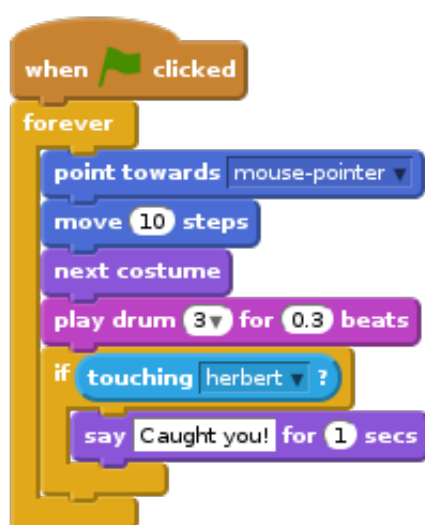 when clicked
forever
point towards mouse-pointer
move 10 steps
next costume
play drum 3 for 0.3 beats
if touching herbert ?
say Caught you! for 1 secs